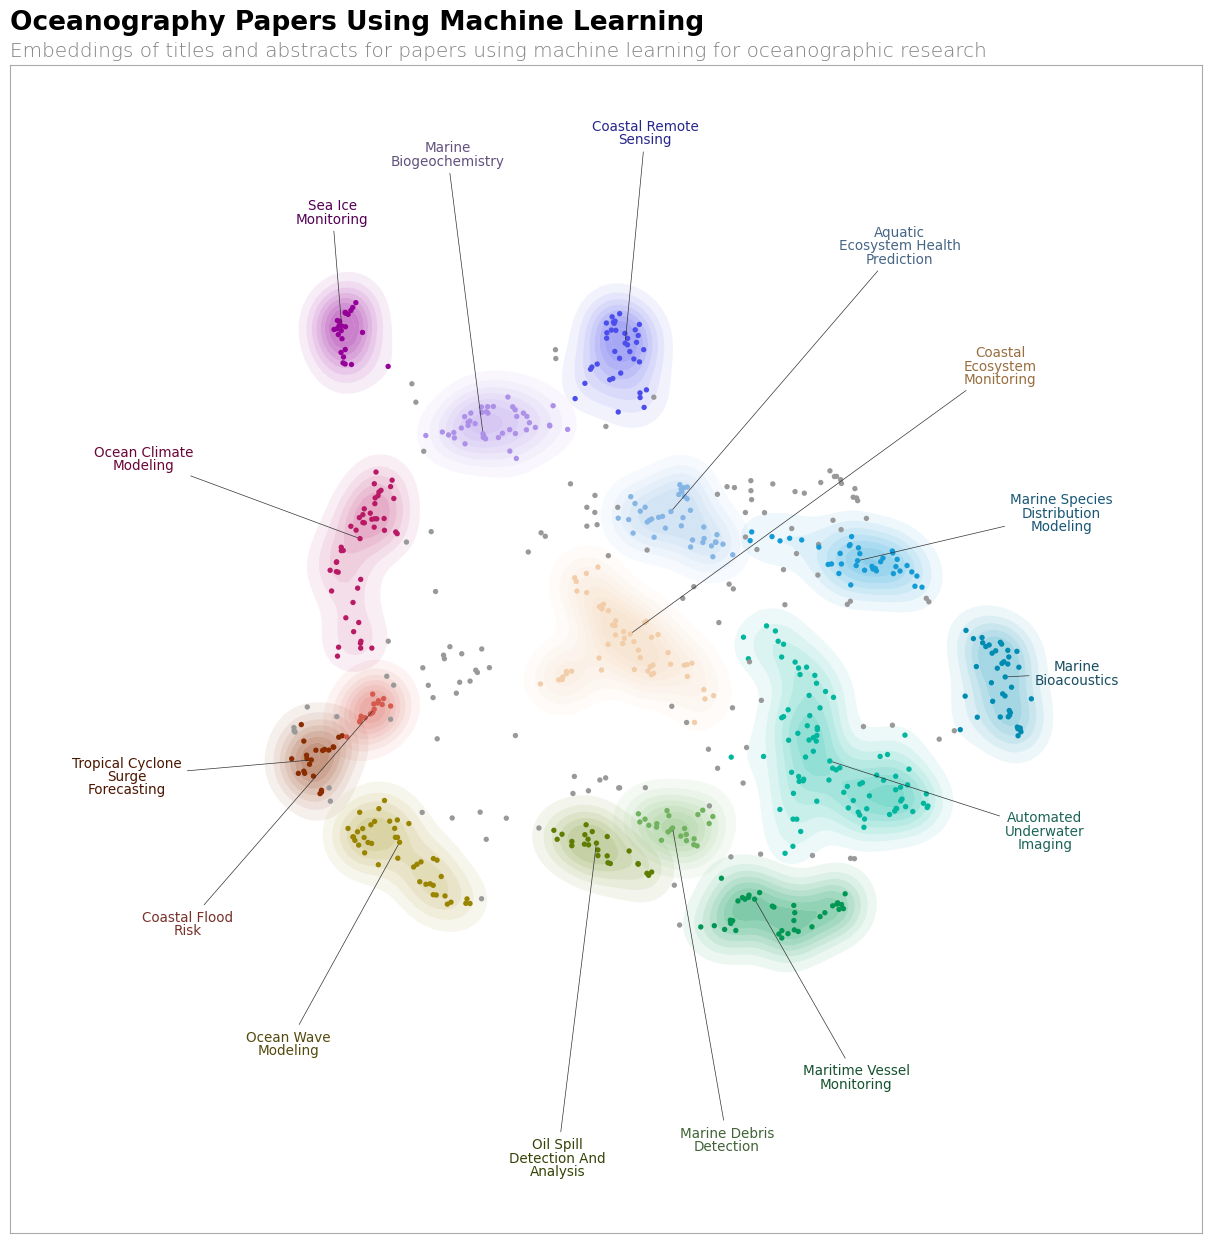 Oceanography Papers Using Machine Learning
Embeddings of titles and abstracts for papers using machine learning for oceanographic research
Coastal Remote
Sensing
Marine
Biogeochemistry
Sea Ice
Monitoring
Aquatic
Ecosystem Health
Prediction
Coastal
Ecosystem
Monitoring
Ocean Climate
Modeling
Marine Species
Distribution
Modeling
Marine
Bioacoustics
Tropical Cyclone
Surge
Forecasting
Automated
Underwater
Imaging
Coastal Flood
Risk
Ocean Wave
Modeling
Maritime Vessel
Monitoring
Marine Debris
Detection
Oil Spill
Detection And
Analysis